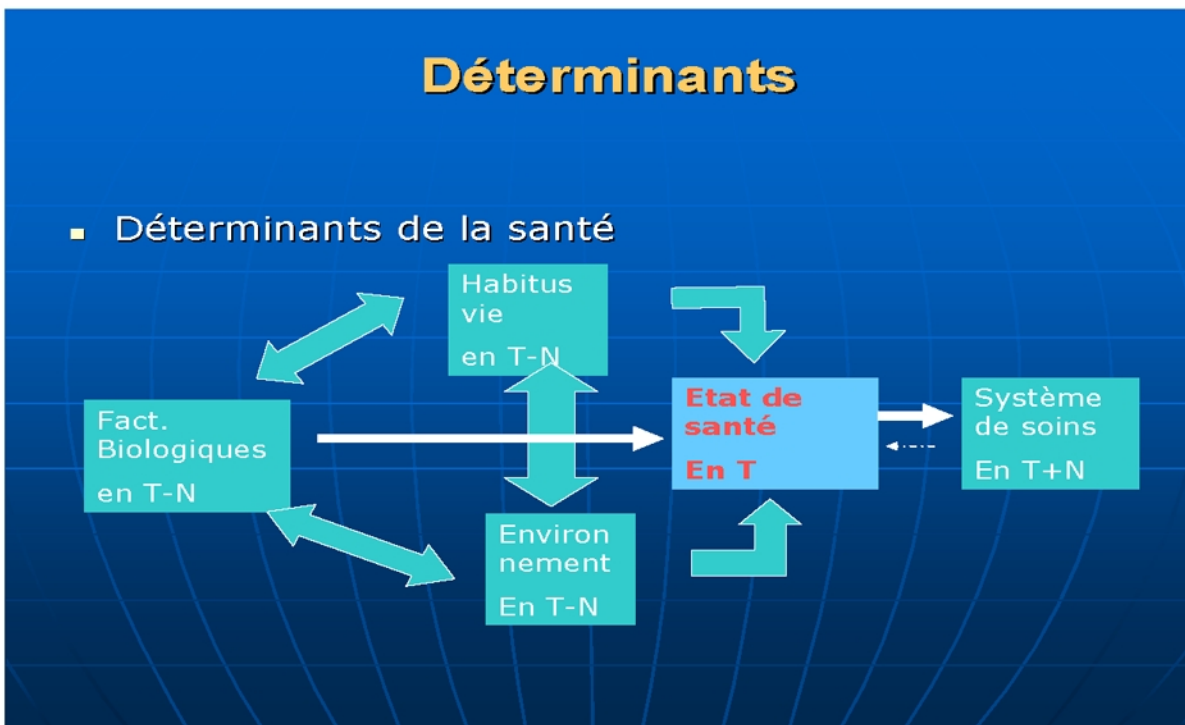 Déterminants
Déterminants de la santé
Habitus
vie
en T-N
Fact.
Biologiques
en T-N
Etat de
santé
En T
Système
de soins
En T+N
Environ
nement
En T-N